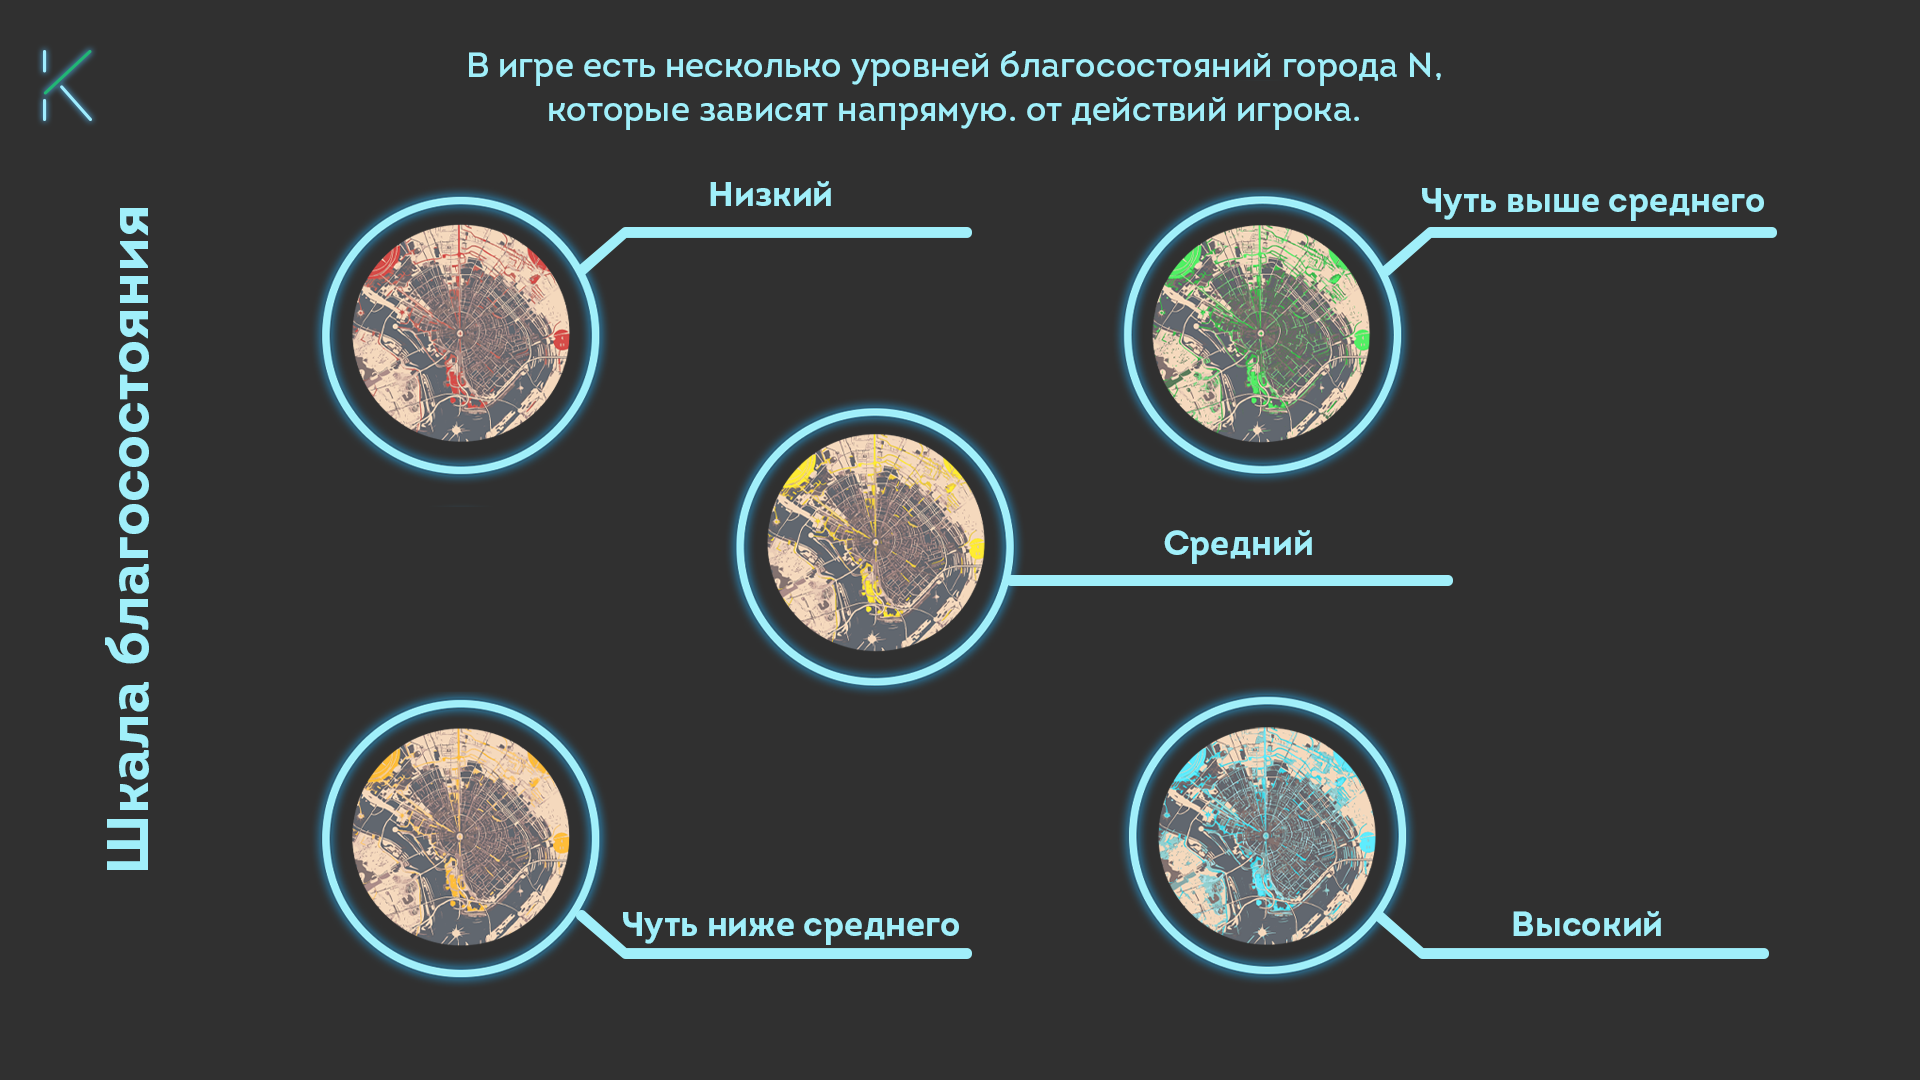 В игре есть несколько уровней благосостояний города N,
которые зависят напрямую. от действий игрока.
Шкала благосостояния
Низкий
Чуть выше среднего
Средний
Чуть ниже среднего
Высокий